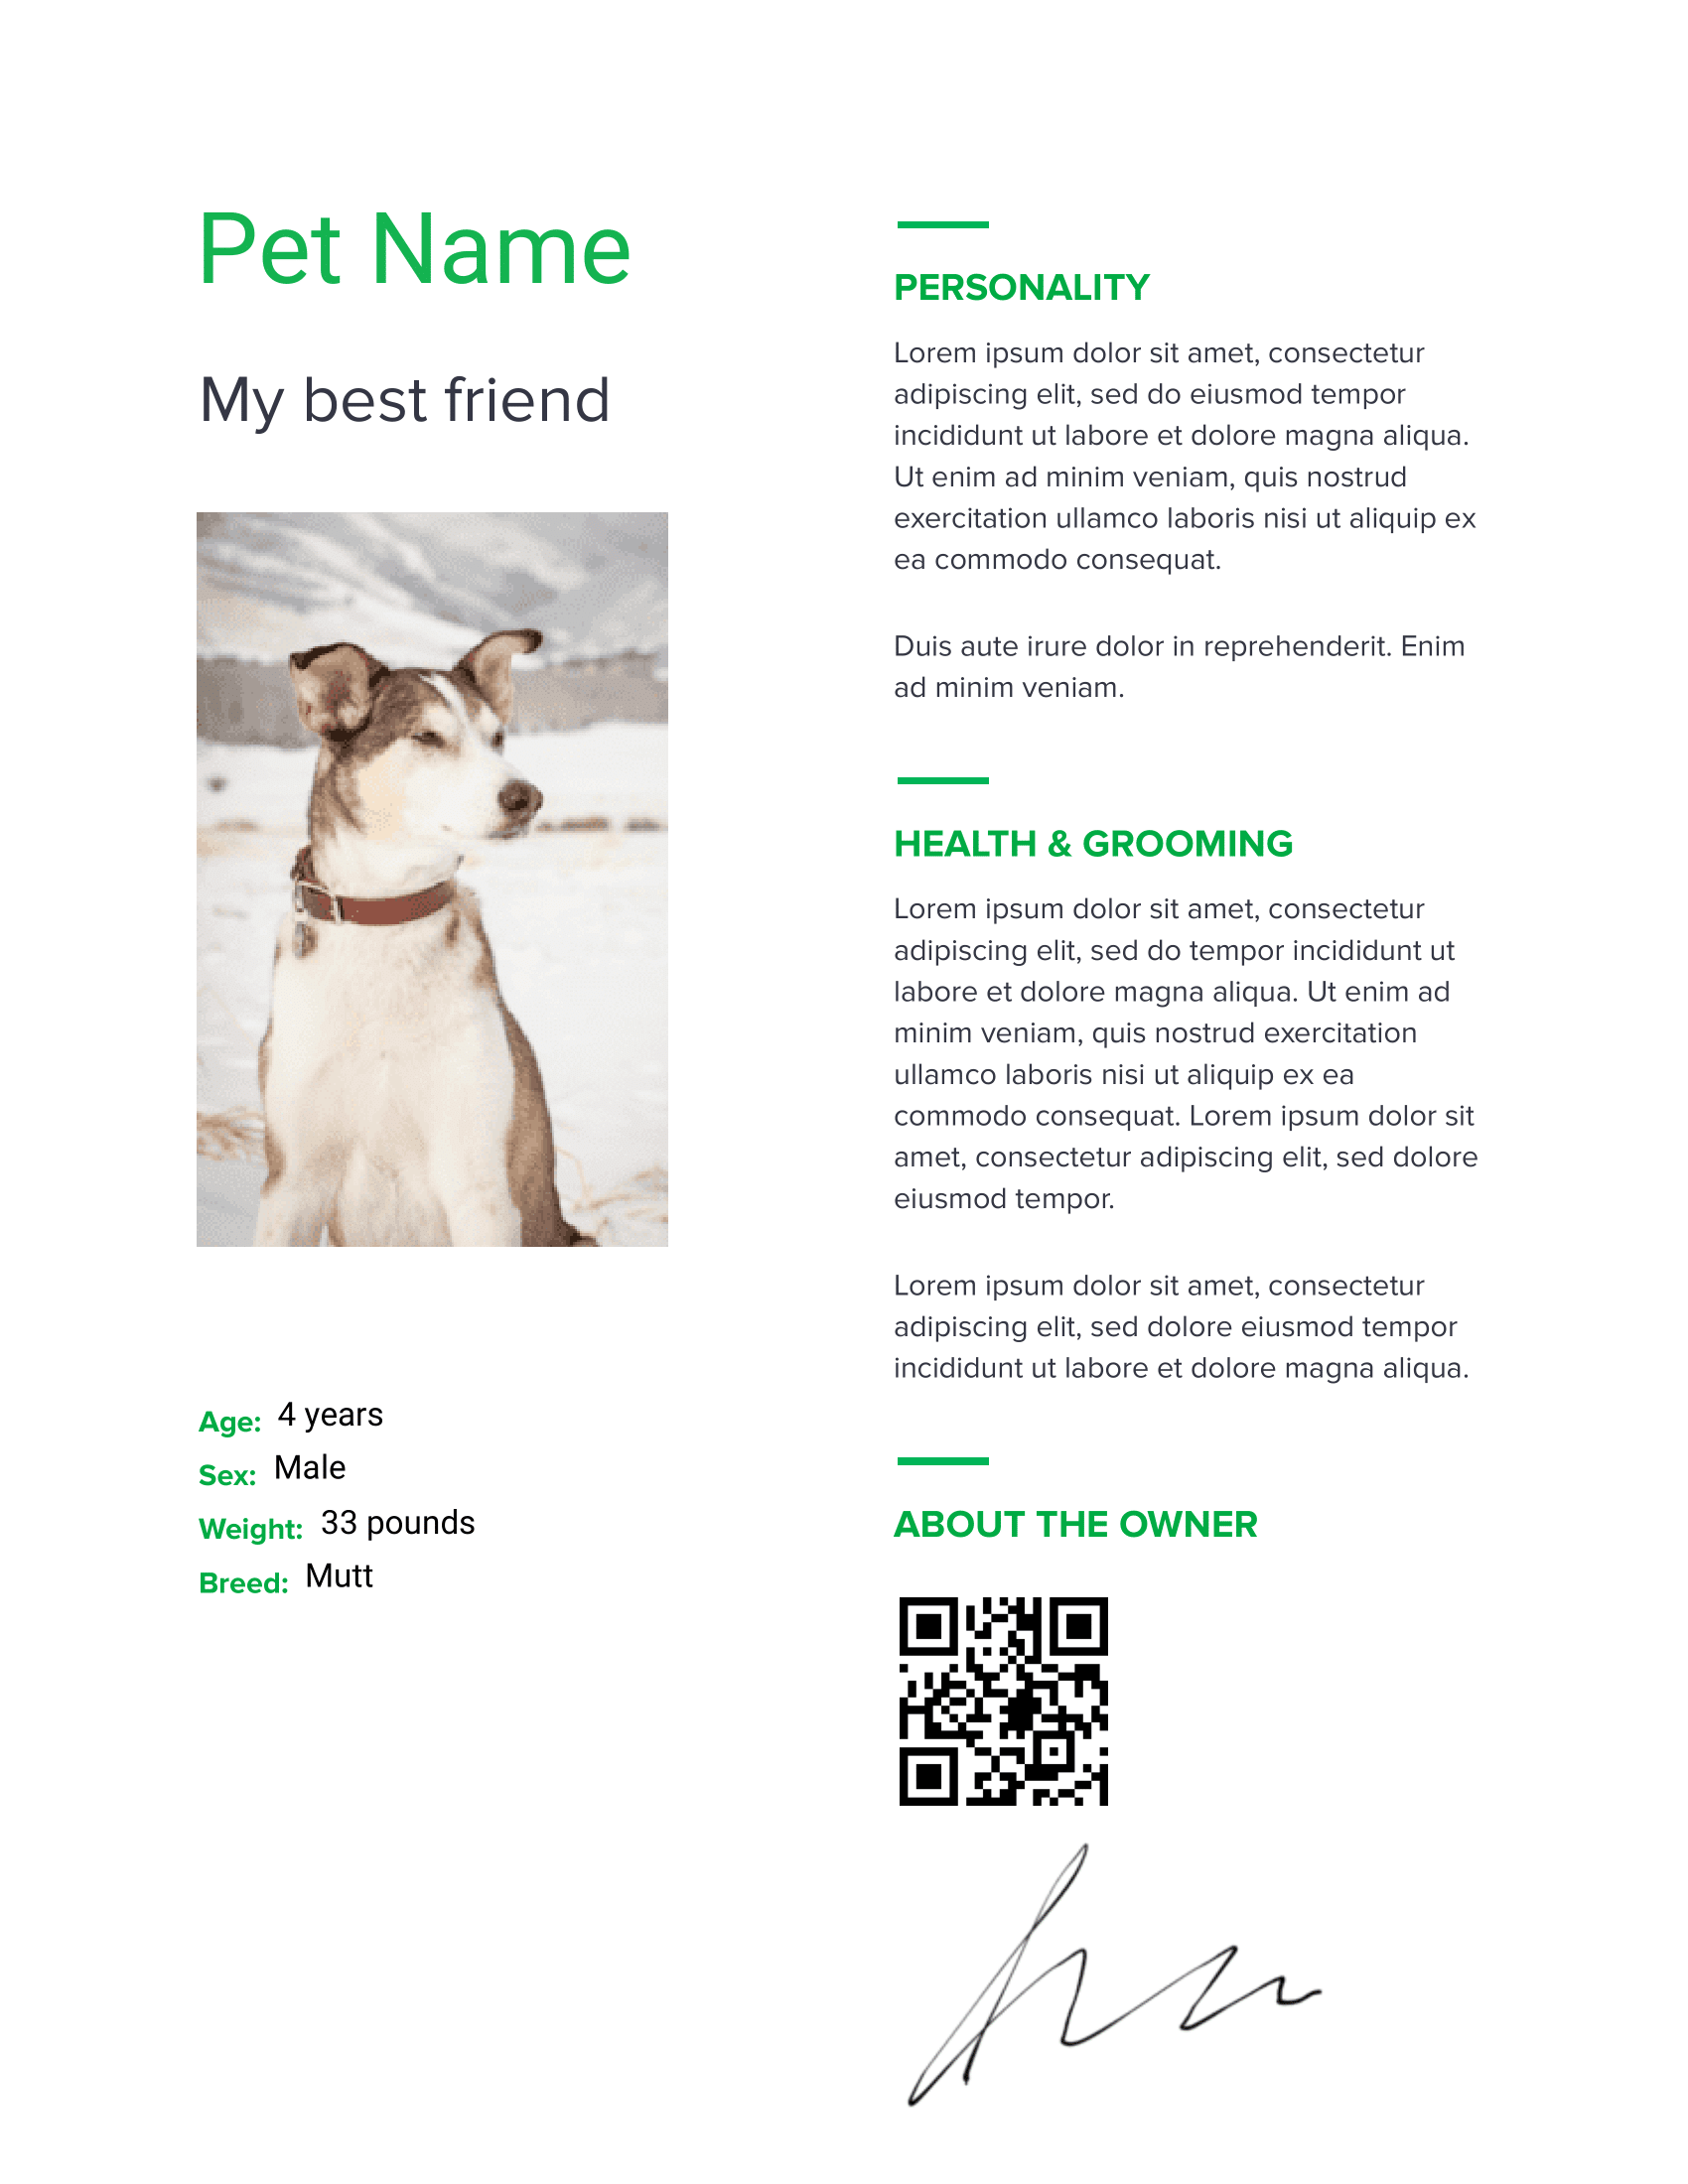 Pet Name
My best friend
Age: 4 years
Sex: Male
Weight: 33 pounds
Breed: Mutt
PERSONALITY
Lorem ipsum dolor sit amet, consectetur
adipiscing elit, sed do eiusmod tempor
incididunt ut labore et dolore magna aliqua.
Ut enim ad minim veniam, quis nostrud
exercitation ullamco laboris nisi ut aliquip ex
ea commodo consequat.
Duis aute irure dolor in reprehenderit. Enim
ad minim veniam.
HEALTH & GROOMING
Lorem ipsum dolor sit amet, consectetur
adipiscing elit, sed do tempor incididunt ut
labore et dolore magna aliqua. Ut enim ad
minim veniam, quis nostrud exercitation
ullamco laboris nisi ut aliquip ex ea
commodo consequat. Lorem ipsum dolor sit
amet, consectetur adipiscing elit, sed dolore
eiusmod tempor.
Lorem ipsum dolor sit amet, consectetur
adipiscing elit, sed dolore eiusmod tempor
incididunt ut labore et dolore magna aliqua.
ABOUT THE OWNER